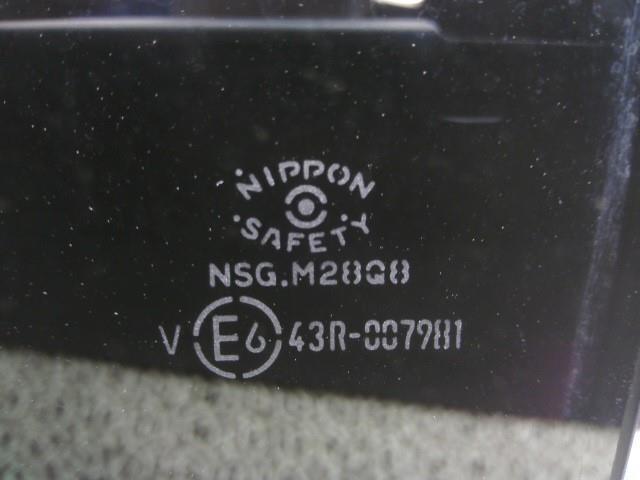 NIPPON
SAFETY
NSG.M28Q8
V E6 43R-007981